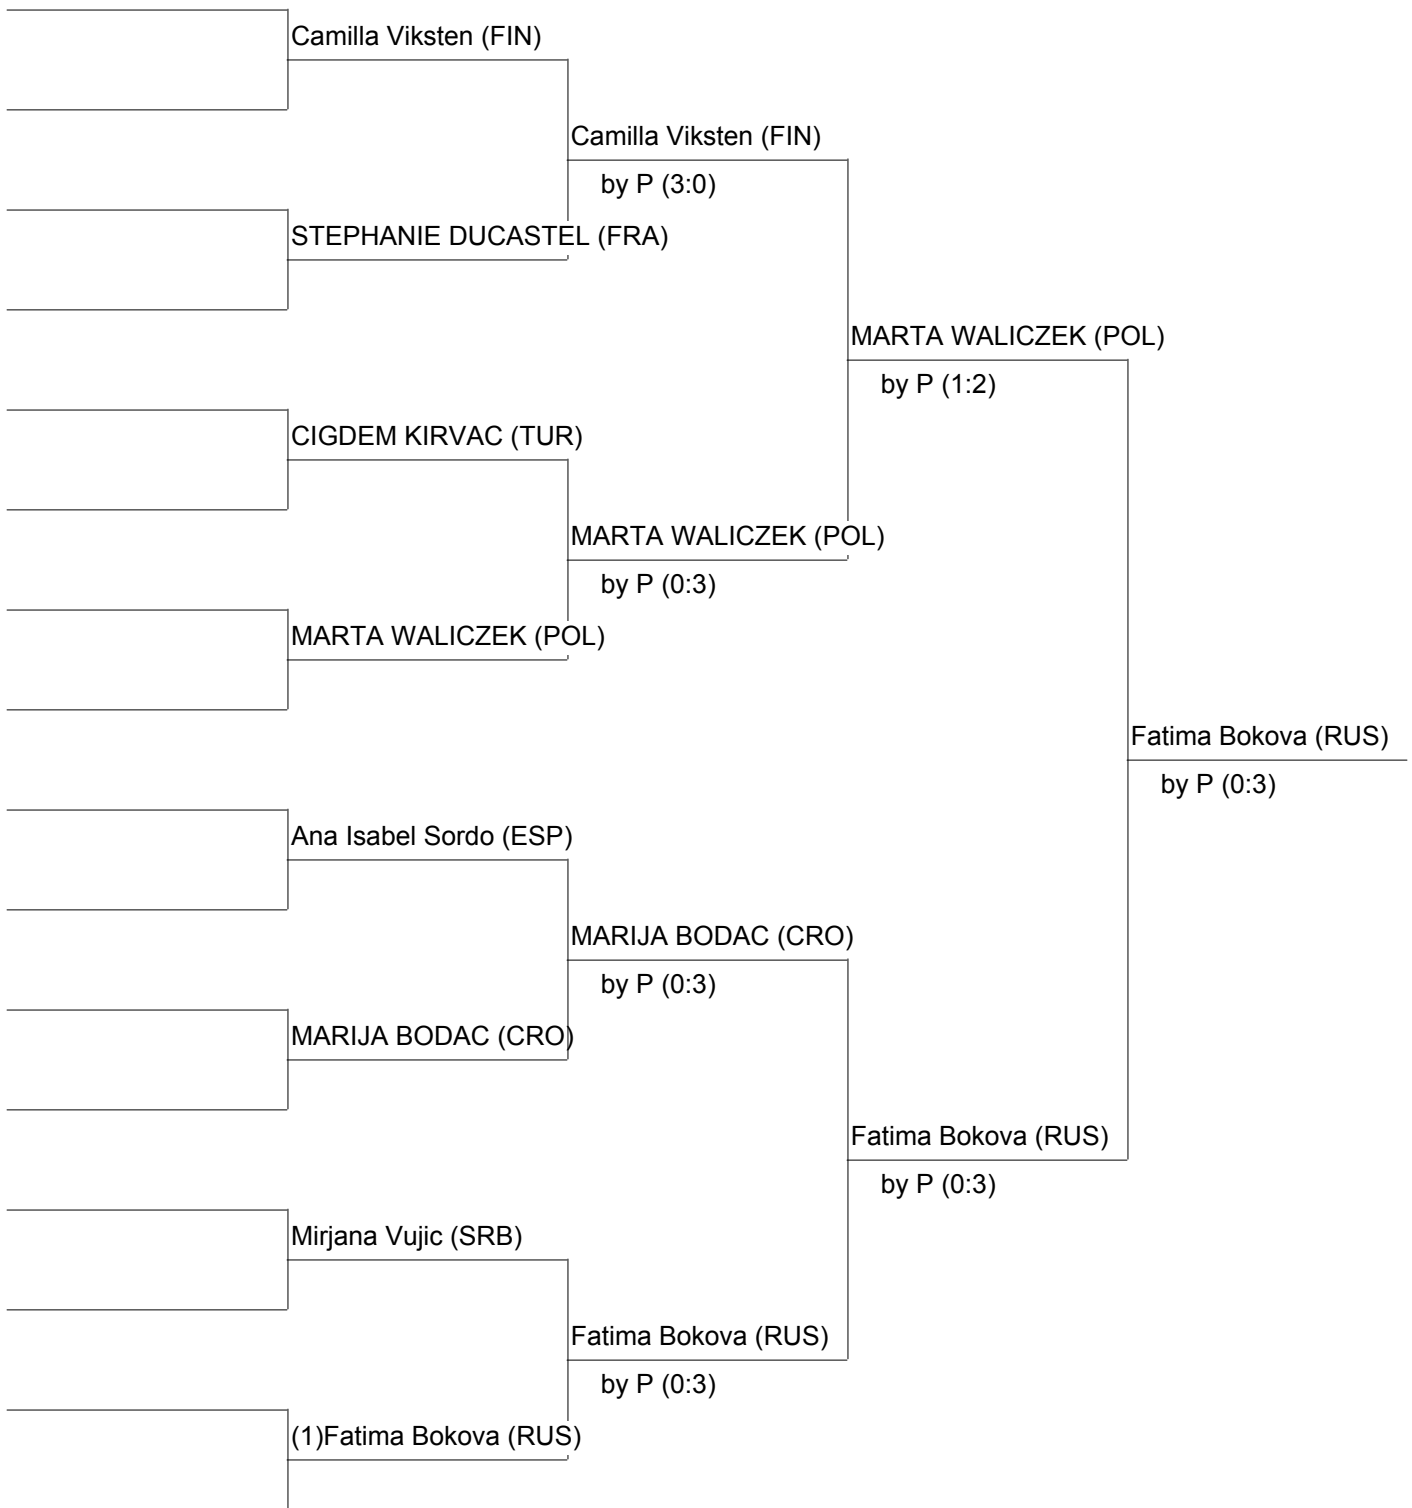 Camilla Viksten (FIN)
Camilla Viksten (FIN)
by P (3:0)
STEPHANIE DUCASTEL (FRA)
MARTA WALICZEK (POL)
by P (1:2)
CIGDEM KIRVAC (TUR)
MARTA WALICZEK (POL)
by P (0:3)
MARTA WALICZEK (POL)
Fatima Bokova (RUS)
by P (0:3)
Ana Isabel Sordo (ESP)
MARIJA BODAC (CRO)
by P (0:3)
MARIJA BODAC (CRO)
Fatima Bokova (RUS)
by P (0:3)
Mirjana Vujic (SRB)
Fatima Bokova (RUS)
by P (0:3)
(1)Fatima Bokova (RUS)